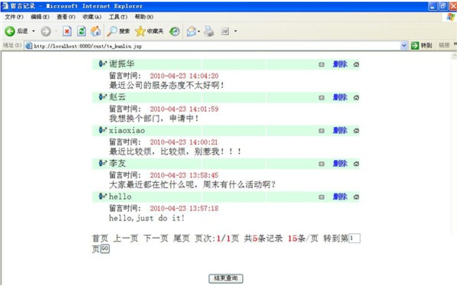 留言记录 - Microsoft Internet Explorer
文件(F) 编辑(E) 查看(V) 收藏(A) 工具(T) 帮助(H)
后退 搜索 收藏夹
地址(D) 转到 链接
谢振华 删除
留言时间: 2010-04-23 14:04:20
最近公司的服务态度不太好啊!
赵云 删除
留言时间: 2010-04-23 14:01:59
我想换个部门,申请中!
xiaoxiao 删除
留言时间: 2010-04-23 14:00:21
最近比较烦,比较烦,别惹我!!!
李友 删除
留言时间: 2010-04-23 13:58:45
大家最近都在忙什么呢,周末有什么活动啊?
hello 删除
留言时间: 2010-04-23 13:57:18
hello,just do it!
首页 上一页 下一页 尾页 页次:1/1页 共5条记录 15条/页 转到第1
页GO
结束查询